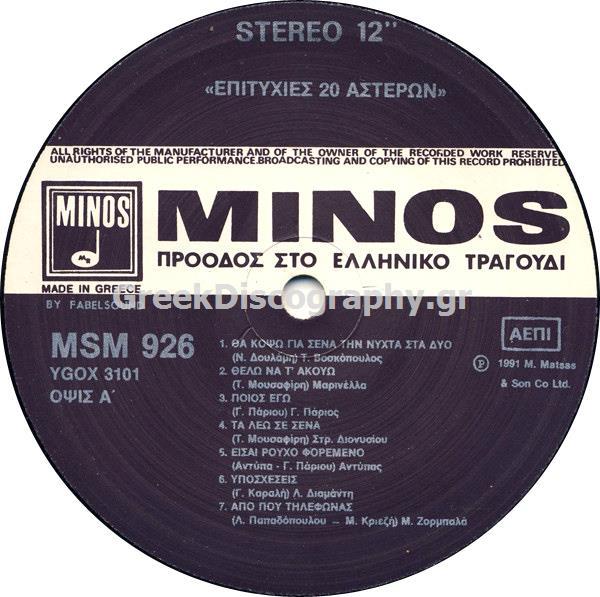 STEREO 12"
«ΕΠΙΤΥΧΙΕΣ 20 ΑΣΤΕΡΩΝ»
ALL RIGHTS OF THE MANUFACTURER AND OF THE OWNER OF THE RECORDED WORK RESERVED
UNAUTHORISED PUBLIC PERFORMANCE.BROADCASTING AND COPYING OF THIS RECORD PROHIBITED
MINOS
MINOS
ΠΡΟΟΔΟΣ ΣΤΟ ΕΛΛΗΝΙΚΟ ΤΡΑΓΟΥΔΙ
MADE IN GREECE
GreekDiscography.gr
BY FABELSOUND
MSM 926
YGOX 3101
ΟΨΙΣ Α΄
ΑΕΠΙ
Ⓟ 1991 M. Matsas
& Son Co Ltd.
1. ΘΑ ΚΟΨΩ ΓΙΑ ΣΕΝΑ ΤΗΝ ΝΥΧΤΑ ΣΤΑ ΔΥΟ
(Ν. Δουλάμη) Τ. Βοσκόπουλος
2. ΘΕΛΩ ΝΑ Τ' ΑΚΟΥΩ
(Τ. Μουσαφίρη) Μαρινέλλα
3. ΠΟΙΟΣ ΕΓΩ
(Γ. Πάριου) Γ. Πάριος
4. ΤΑ ΛΕΩ ΣΕ ΣΕΝΑ
(Τ. Μουσαφίρη) Στρ. Διονυσίου
5. ΕΙΣΑΙ ΡΟΥΧΟ ΦΟΡΕΜΕΝΟ
(Αντύπα - Γ. Πάριου) Αντύπας
6. ΥΠΟΣΧΕΣΕΙΣ
(Γ. Καραλή) Λ. Διαμάντη
7. ΑΠΟ ΠΟΥ ΤΗΛΕΦΩΝΑΣ
(Λ. Παπαδόπουλου – Μ. Κριεζή) Μ. Ζορμπαλά